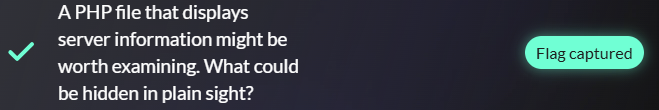 A PHP file that displays
server information might be
worth examining. What could
be hidden in plain sight?
Flag captured